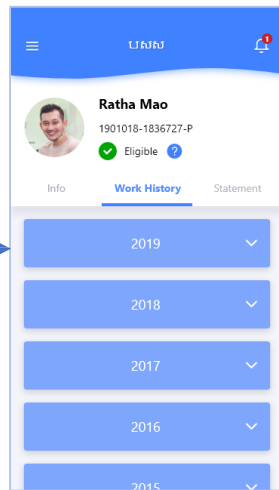 បសស
1
Ratha Mao
1901018-1836727-P
Eligible ?
Info Work History Statement
2019
2018
2017
2016
2015